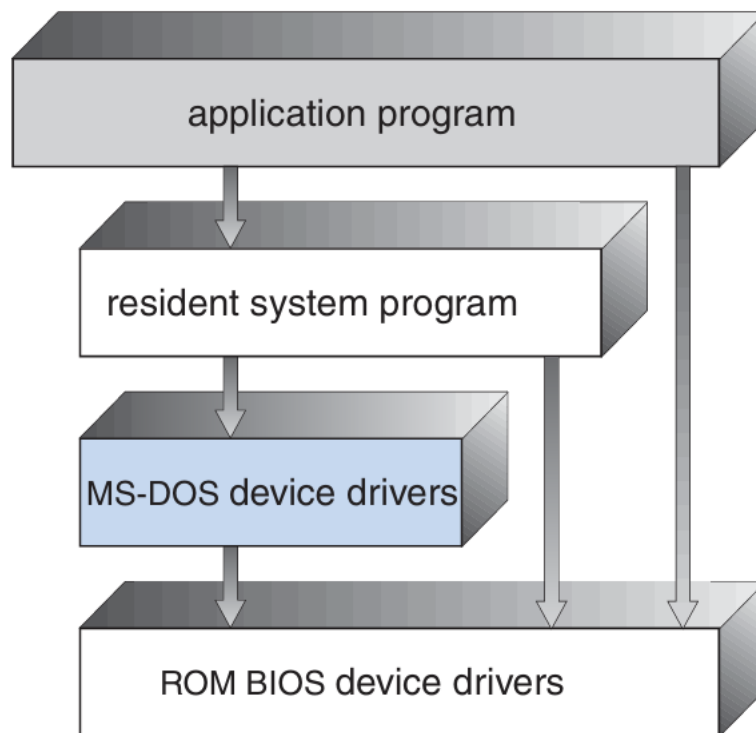 application program
resident system program
MS-DOS device drivers
ROM BIOS device drivers